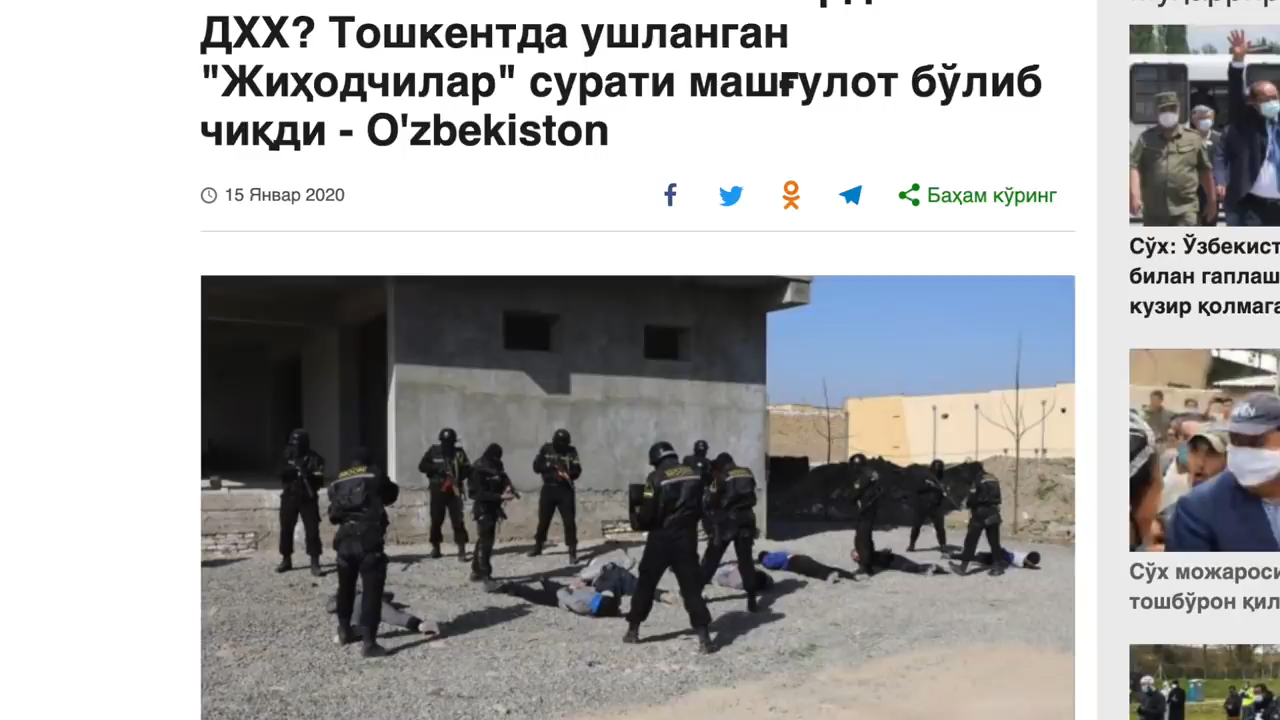 ДХХ? Тошкентда ушланган
"Жиҳодчилар" сурати машғулот бўлиб
чиқди - O'zbekiston
15 Январ 2020
Баҳам кўринг
Сўх: Ўзбекист
билан гаплаш
кузир қолмага
Сўх можароси
тошбўрон қил